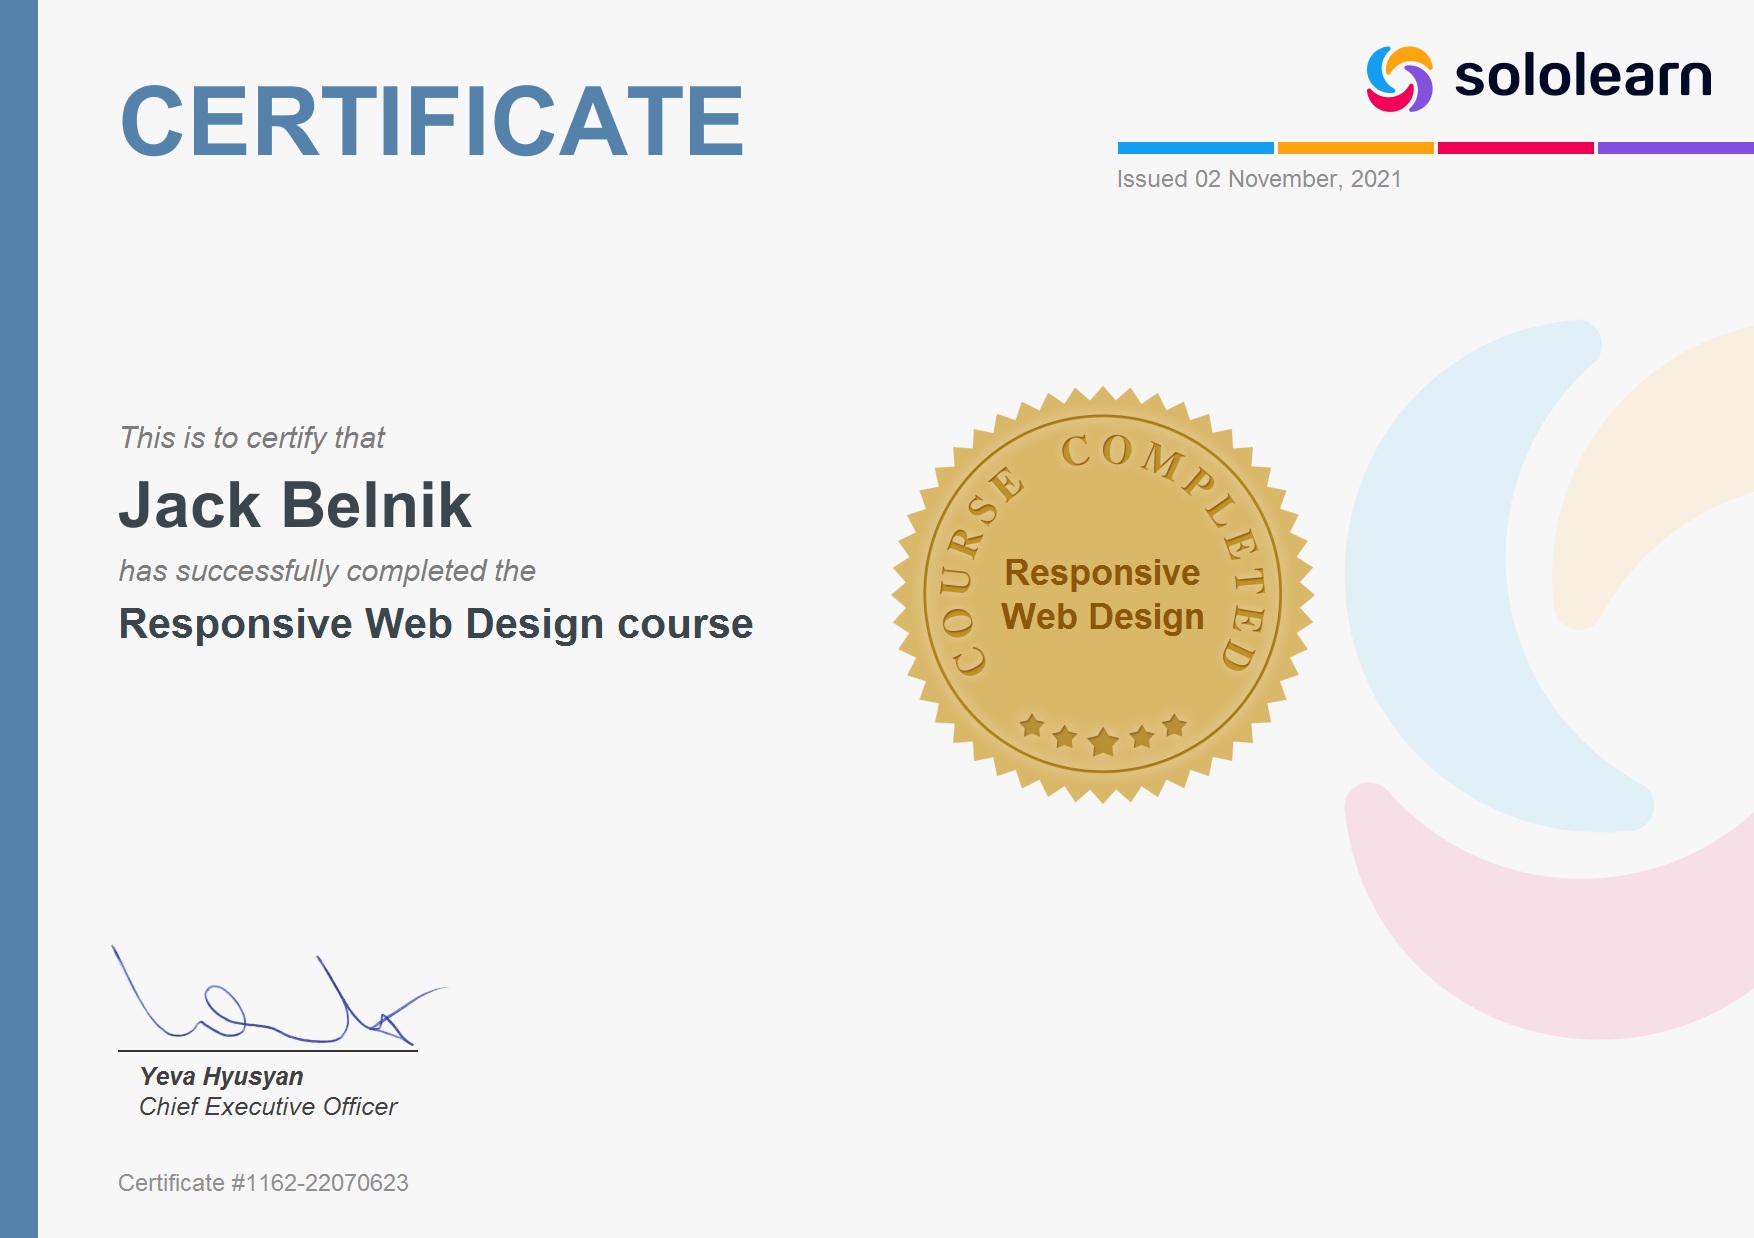 CERTIFICATE
sololearn
Issued 02 November, 2021
This is to certify that
Jack Belnik
has successfully completed the
Responsive Web Design course
COURSE COMPLETED
Responsive
Web Design
Yeva Hyusyan
Chief Executive Officer
Certificate #1162-22070623